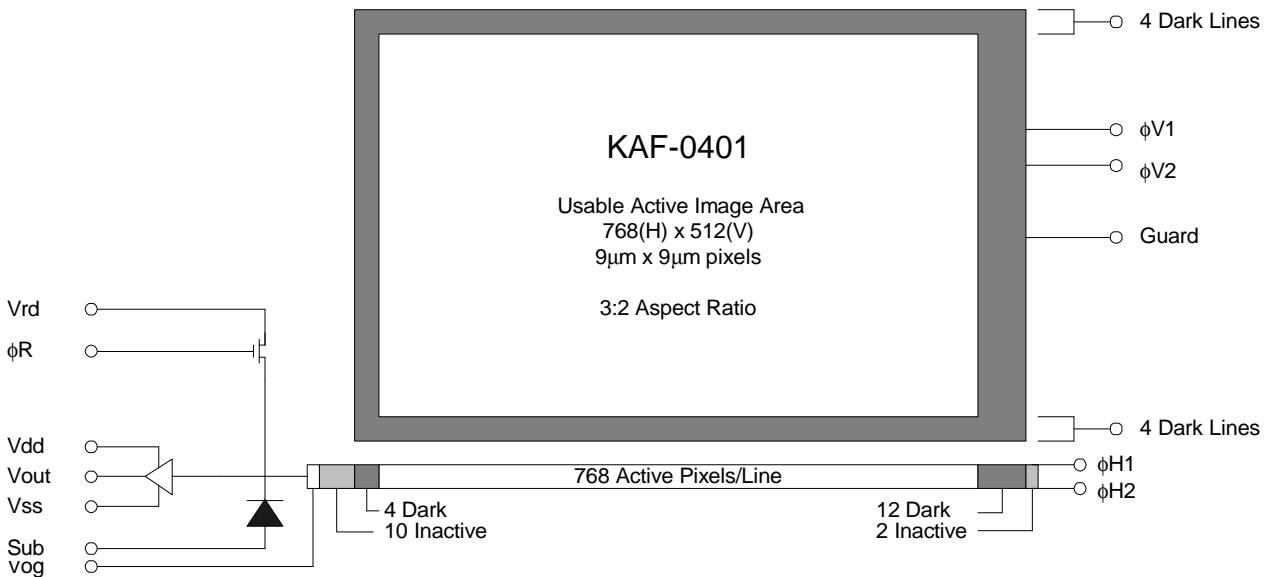 4 Dark Lines
KAF-0401
Usable Active Image Area
768(H) x 512(V)
9μm x 9μm pixels
3:2 Aspect Ratio
ϕV1
ϕV2
Guard
4 Dark Lines
Vrd
ϕR
Vdd
Vout
Vss
Sub
Vog
768 Active Pixels/Line
ϕH1
ϕH2
4 Dark
10 Inactive
12 Dark
2 Inactive